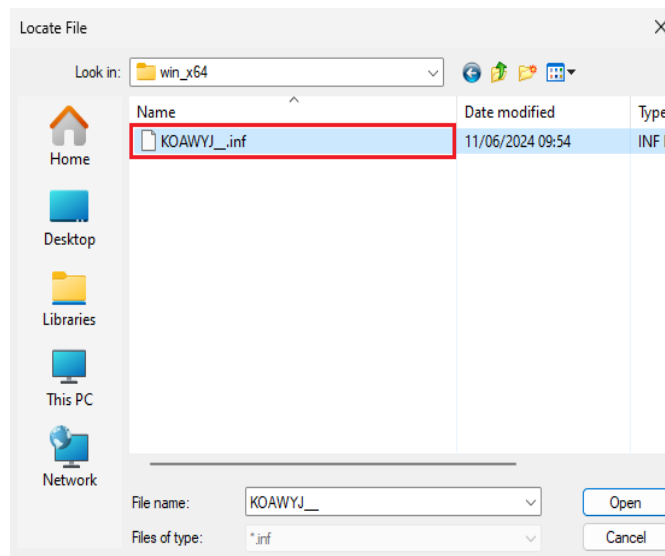 Locate File
Look in: win_x64
Name Date modified Type
KOAWYJ__.inf 11/06/2024 09:54 INF
Home
Desktop
Libraries
This PC
Network
File name: KOAWYJ__ Open
Files of type: *.inf Cancel